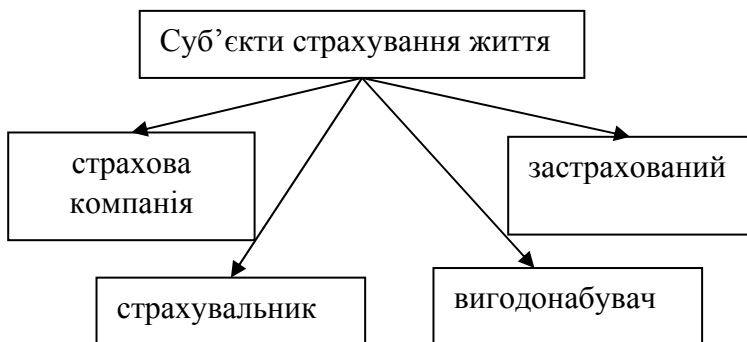 Суб’єкти страхування життя
страхова
компанія
застрахований
страхувальник
вигодонабувач